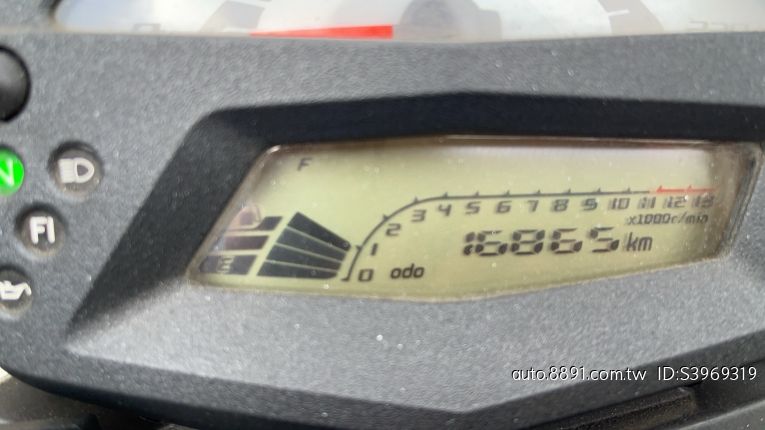 F
N
FI
0 1 2 3 4 5 6 7 8 9 10 11 12 13
x1000r/min
odo 16865 km
auto.8891.com.tw ID:S3969319